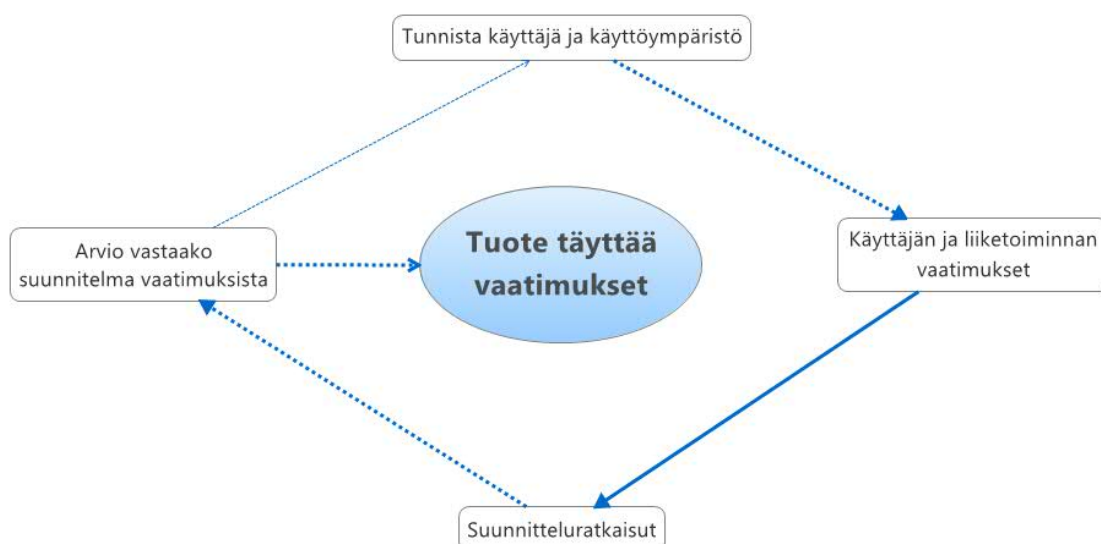 Tunnista käyttäjä ja käyttöympäristö
Arvio vastaako
suunnitelma vaatimuksista
Tuote täyttää
vaatimukset
Käyttäjän ja liiketoiminnan
vaatimukset
Suunnitteluratkaisut